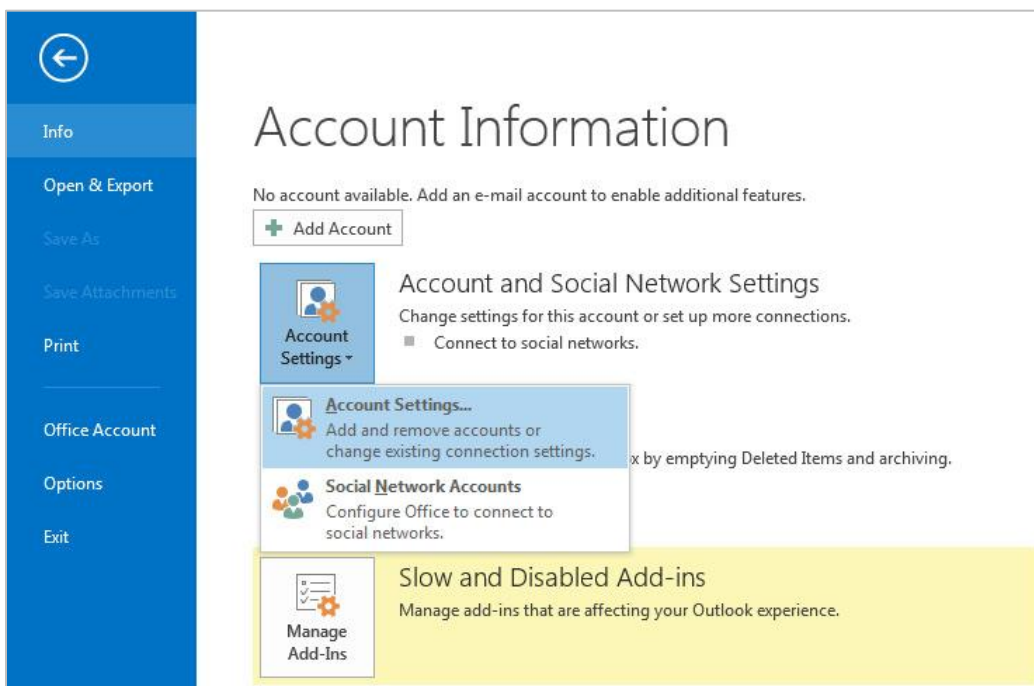 Info
Open & Export
Save As
Save Attachments
Print
Office Account
Options
Exit
Account Information
No account available. Add an e-mail account to enable additional features.
Add Account
Account
Settings
Account and Social Network Settings
Change settings for this account or set up more connections.
Connect to social networks.
Account Settings...
Add and remove accounts or
change existing connection settings.
Social Network Accounts
Configure Office to connect to
social networks.
x by emptying Deleted Items and archiving.
Manage
Add-Ins
Slow and Disabled Add-ins
Manage add-ins that are affecting your Outlook experience.